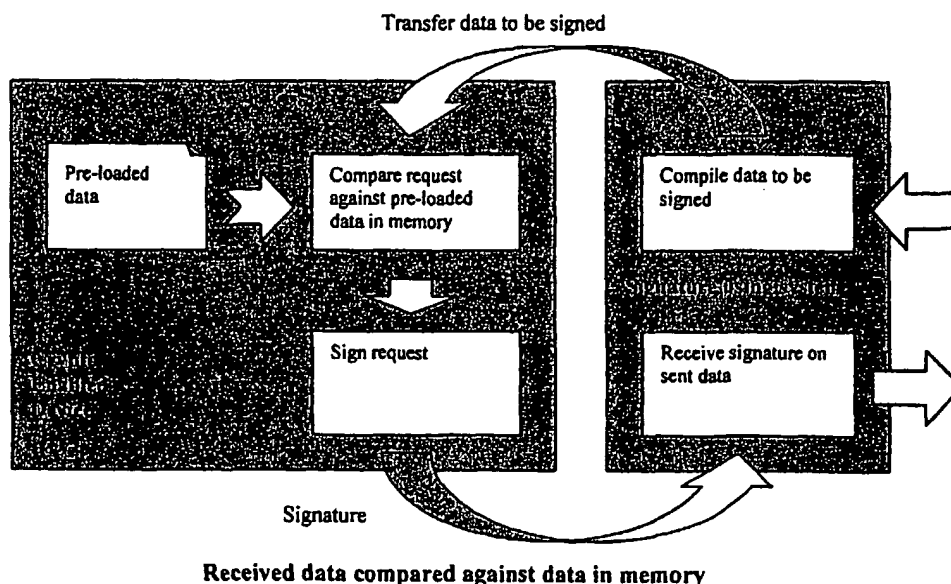 Transfer data to be signed
Pre-loaded
data
Compare request
against pre-loaded
data in memory
Compile data to be
signed
Sign request
Receive signature on
sent data
Signature
Received data compared against data in memory